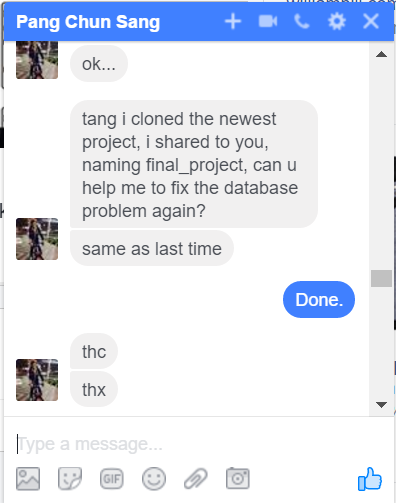 Pang Chun Sang
ok...
tang i cloned the newest
project, i shared to you,
naming final_project, can u
help me to fix the database
problem again?
same as last time
Done.
thc
thx
Type a message...
GIF